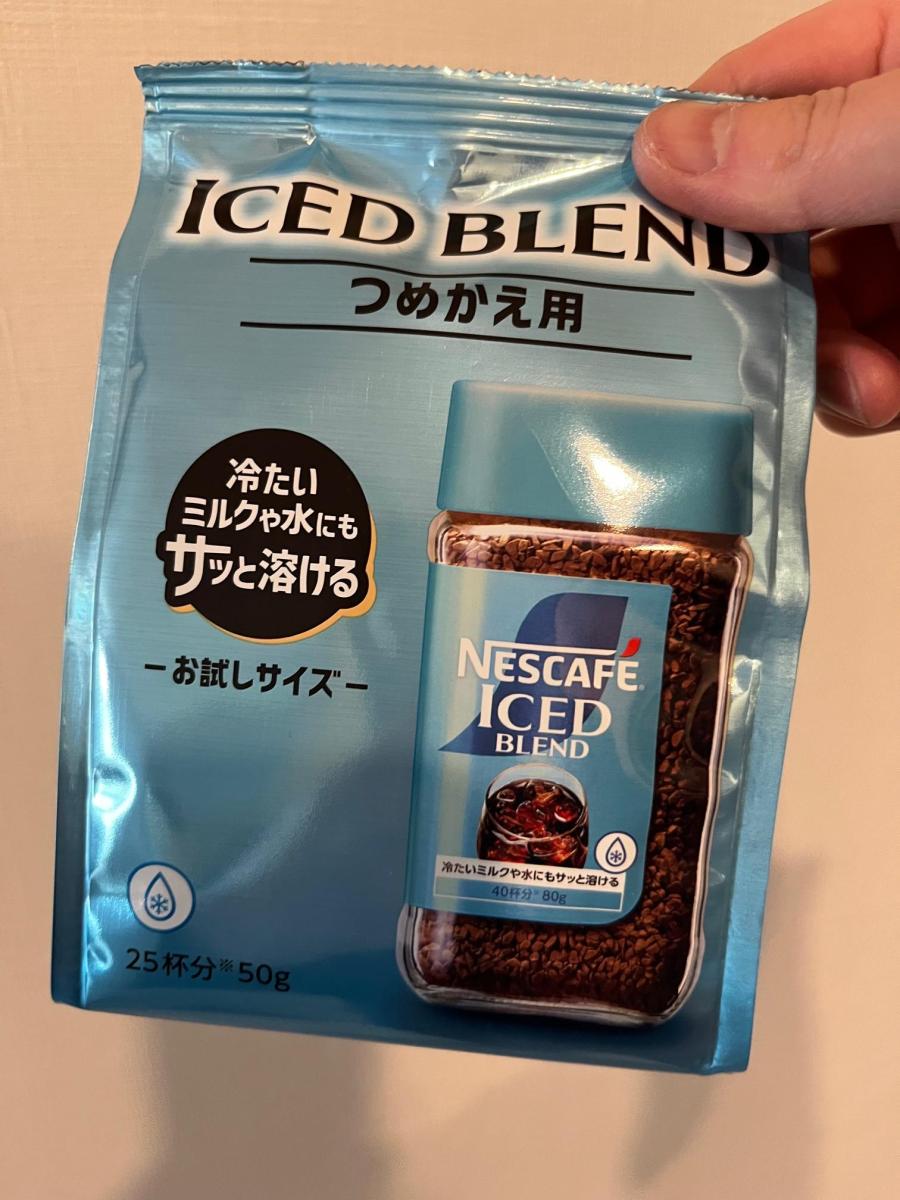 ICED BLEND
つめかえ用
冷たい
ミルクや水にも
サッと溶ける
ーお試しサイズー
25杯分※50g
NESCAFÉ®
ICED
BLEND
冷たいミルクや水にもサッと溶ける
40杯分※ 80g